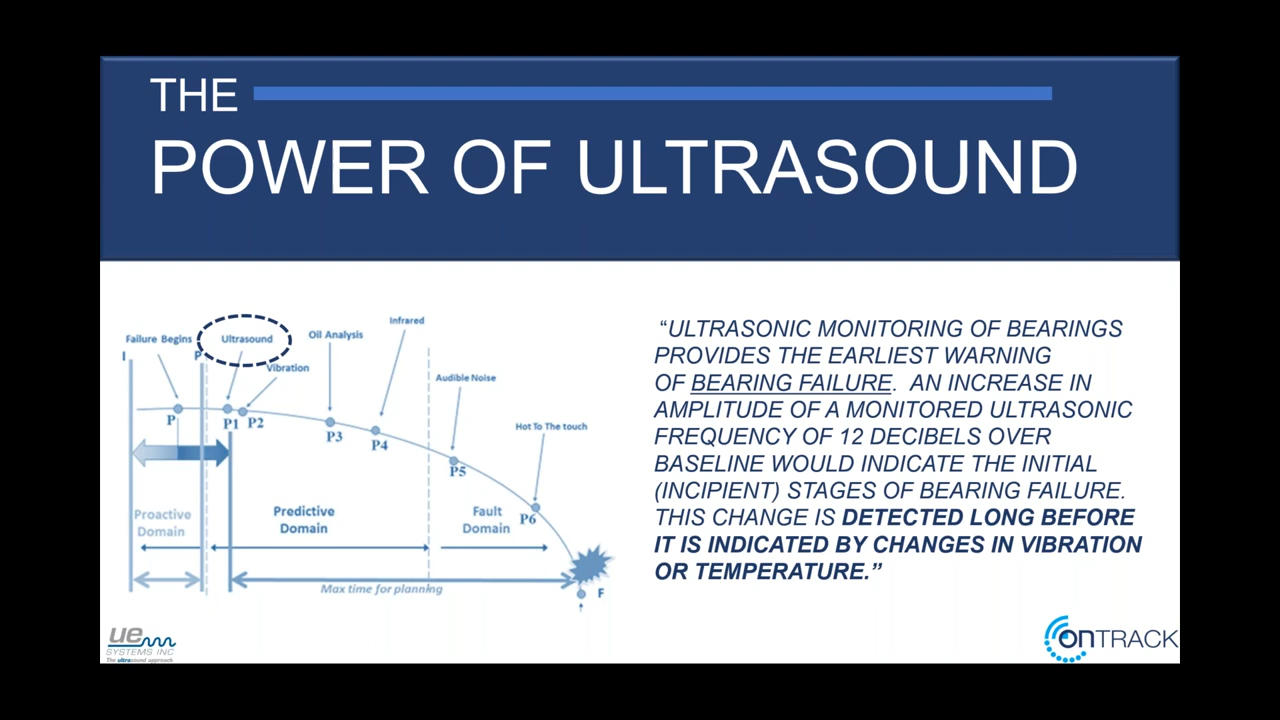 THE
POWER OF ULTRASOUND
Infrared
Failure Begins
Ultrasound
Oil Analysis
I
P
Vibration
Audible Noise
P
P1
P2
P3
P4
Hot To The touch
P5
P6
Proactive
Domain
Predictive
Domain
Fault
Domain
Max time for planning
F
“ULTRASONIC MONITORING OF BEARINGS
PROVIDES THE EARLIEST WARNING
OF BEARING FAILURE. AN INCREASE IN
AMPLITUDE OF A MONITORED ULTRASONIC
FREQUENCY OF 12 DECIBELS OVER
BASELINE WOULD INDICATE THE INITIAL
(INCIPIENT) STAGES OF BEARING FAILURE.
THIS CHANGE IS DETECTED LONG BEFORE
IT IS INDICATED BY CHANGES IN VIBRATION
OR TEMPERATURE.”
ue
SYSTEMS INC
The ultrasound approach
ONTRACK